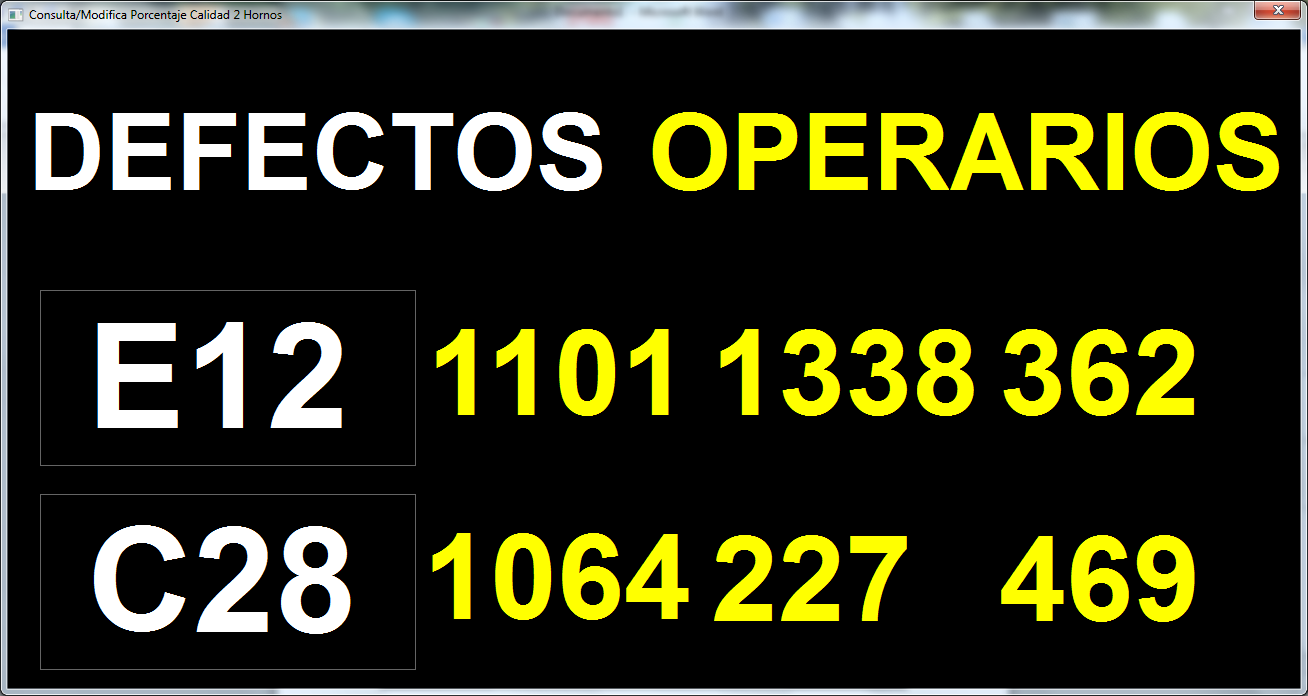 Consulta/Modifica Porcentaje Calidad 2 Hornos
DEFECTOS OPERARIOS
E12 1101 1338 362
C28 1064 227 469